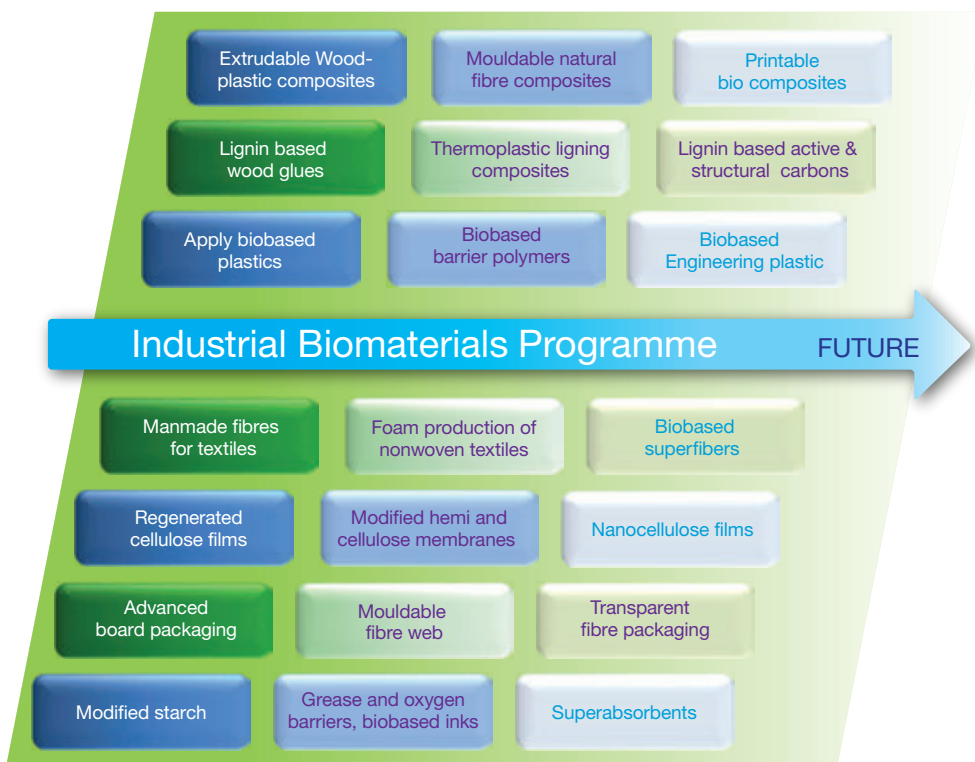 Extrudable Wood-
plastic composites
Mouldable natural
fibre composites
Printable
bio composites
Lignin based
wood glues
Thermoplastic ligning
composites
Lignin based active &
structural carbons
Apply biobased
plastics
Biobased
barrier polymers
Biobased
Engineering plastic
Industrial Biomaterials Programme
FUTURE
Manmade fibres
for textiles
Foam production of
nonwoven textiles
Biobased
superfibers
Regenerated
cellulose films
Modified hemi and
cellulose membranes
Nanocellulose films
Advanced
board packaging
Mouldable
fibre web
Transparent
fibre packaging
Modified starch
Grease and oxygen
barriers, biobased inks
Superabsorbents